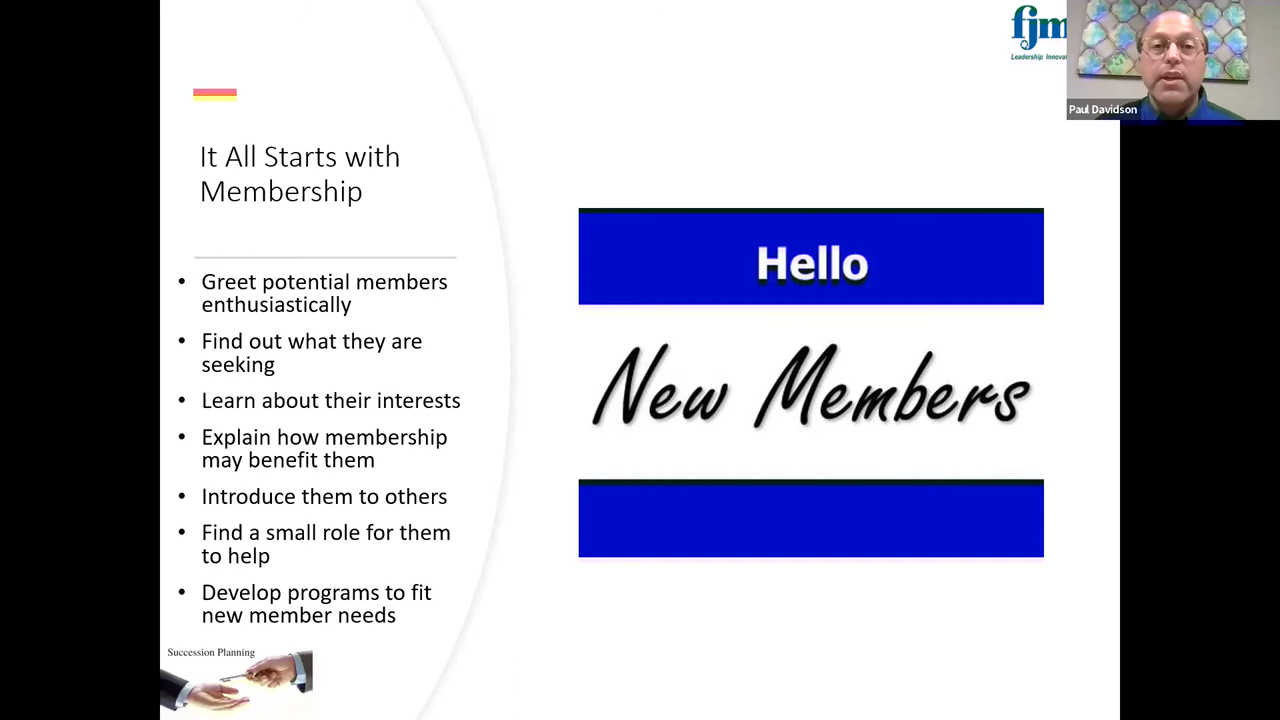 fjm
Leadership Innova
Paul Davidson
It All Starts with
Membership
• Greet potential members
enthusiastically
• Find out what they are
seeking
• Learn about their interests
• Explain how membership
may benefit them
• Introduce them to others
• Find a small role for them
to help
• Develop programs to fit
new member needs
Succession Planning
Hello
New Members